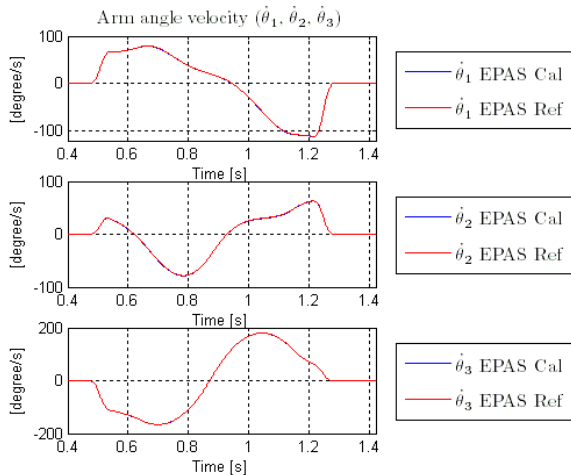 Arm angle velocity (θ̇₁, θ̇₂, θ̇₃)
100
0
-100
[degree/s]
0.4 0.6 0.8 1 1.2 1.4
Time [s]
θ̇₁ EPAS Cal
θ̇₁ EPAS Ref
100
0
-100
[degree/s]
0.4 0.6 0.8 1 1.2 1.4
Time [s]
θ̇₂ EPAS Cal
θ̇₂ EPAS Ref
200
0
-200
[degree/s]
0.4 0.6 0.8 1 1.2 1.4
Time [s]
θ̇₃ EPAS Cal
θ̇₃ EPAS Ref